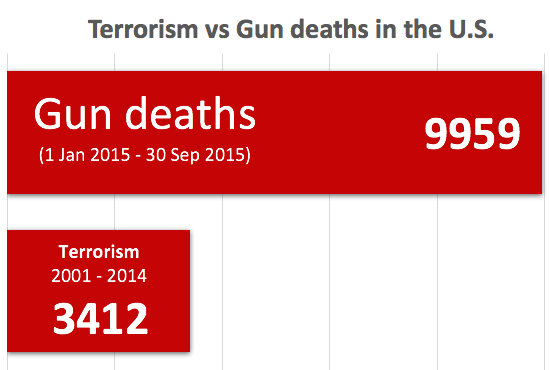 Terrorism vs Gun deaths in the U.S.
Gun deaths
9959
(1 Jan 2015 - 30 Sep 2015)
Terrorism
2001 - 2014
3412